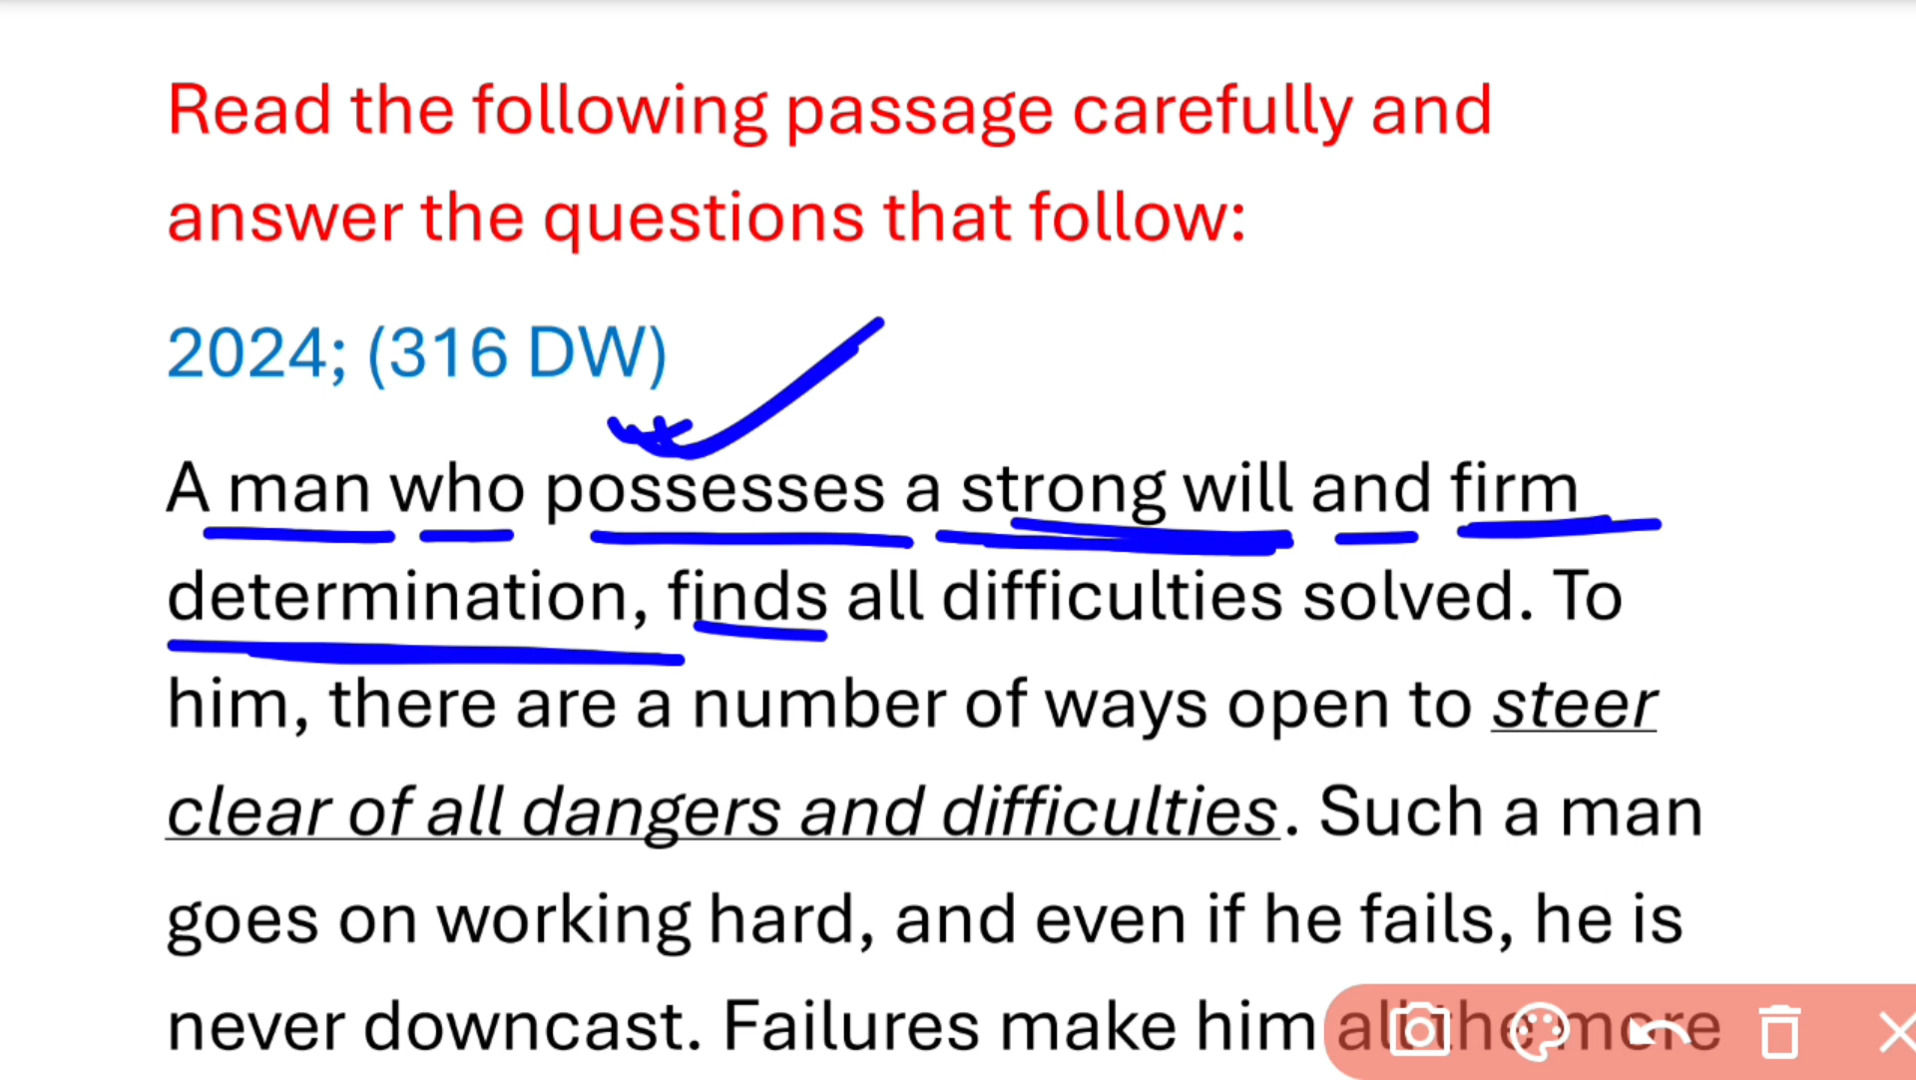 Read the following passage carefully and
answer the questions that follow:
2024; (316 DW)
A man who possesses a strong will and firm
determination, finds all difficulties solved. To
him, there are a number of ways open to steer
clear of all dangers and difficulties. Such a man
goes on working hard, and even if he fails, he is
never downcast. Failures make him all the more